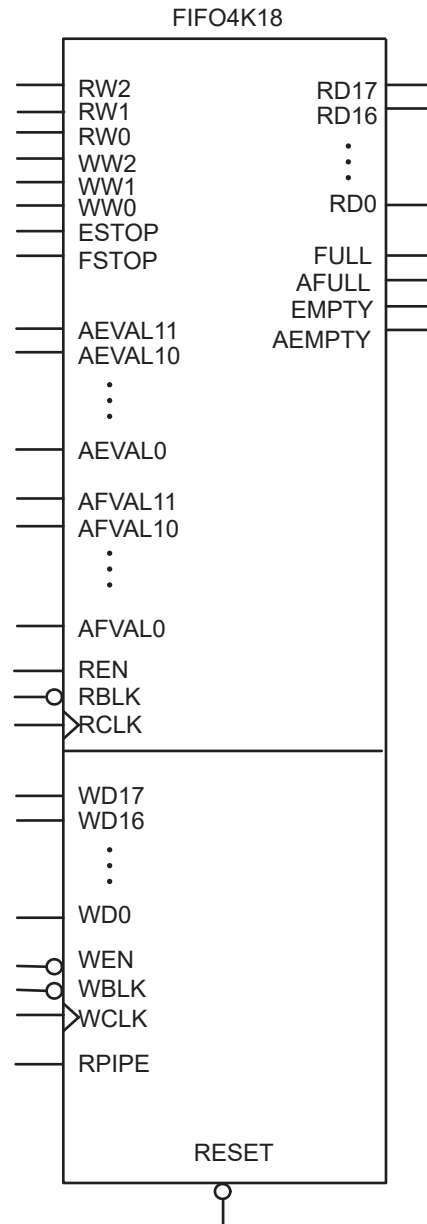 FIFO4K18
RW2
RW1
RW0
WW2
WW1
WW0
ESTOP
FSTOP
AEVAL11
AEVAL10
AEVAL0
AFVAL11
AFVAL10
AFVAL0
REN
RBLK
RCLK
RD17
RD16
RD0
FULL
AFULL
EMPTY
AEMPTY
WD17
WD16
WD0
WEN
WBLK
WCLK
RPIPE
RESET